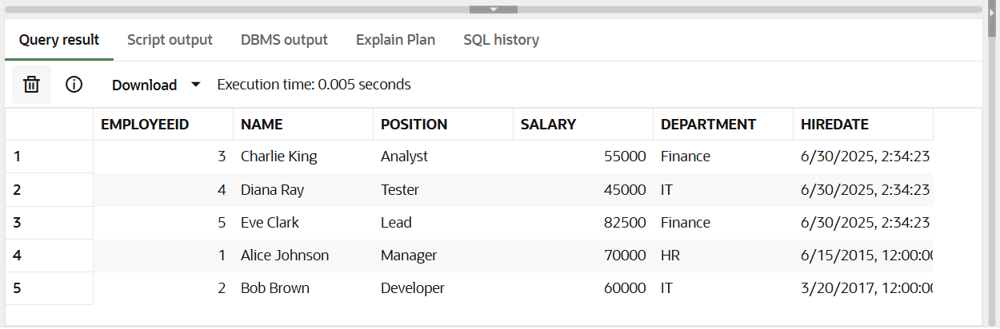 Query result Script output DBMS output Explain Plan SQL history
Download Execution time: 0.005 seconds
EMPLOYEEID NAME POSITION SALARY DEPARTMENT HIREDATE
1 3 Charlie King Analyst 55000 Finance 6/30/2025, 2:34:23
2 4 Diana Ray Tester 45000 IT 6/30/2025, 2:34:23
3 5 Eve Clark Lead 82500 Finance 6/30/2025, 2:34:23
4 1 Alice Johnson Manager 70000 HR 6/15/2015, 12:00:00
5 2 Bob Brown Developer 60000 IT 3/20/2017, 12:00:00